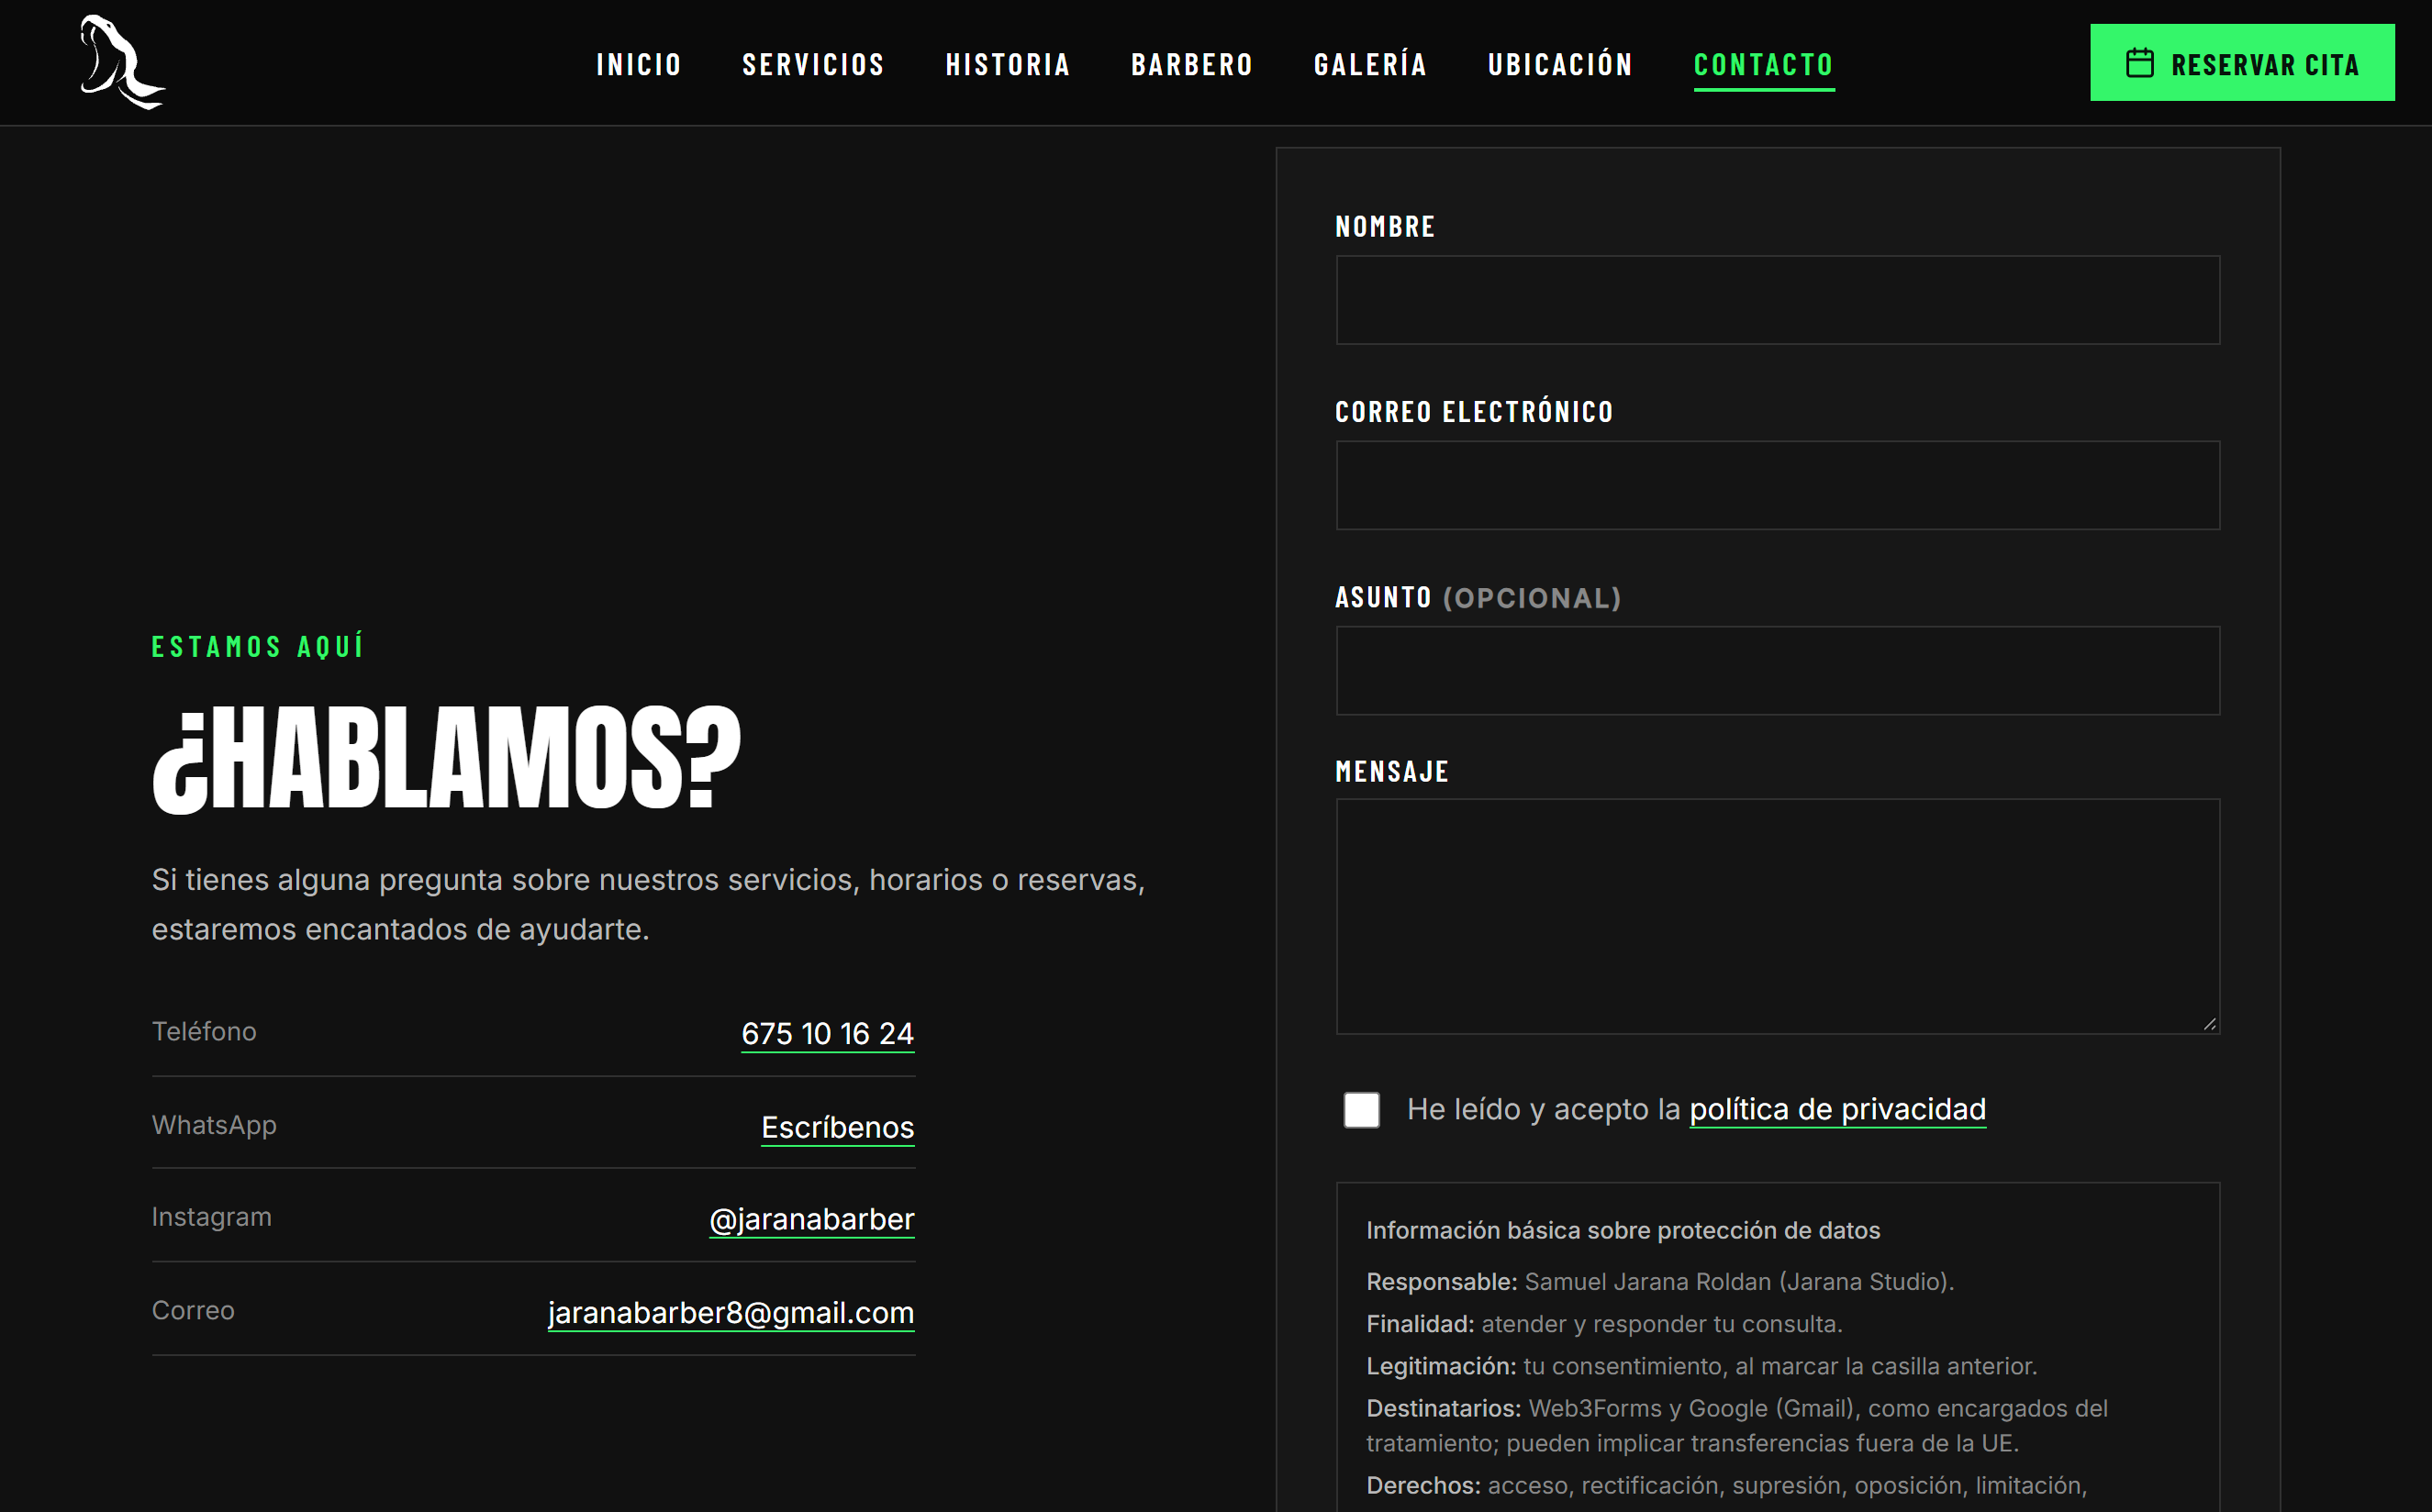 INICIO SERVICIOS HISTORIA BARBERO GALERÍA UBICACIÓN CONTACTO RESERVAR CITA
ESTAMOS AQUÍ
¿HABLAMOS?
Si tienes alguna pregunta sobre nuestros servicios, horarios o reservas,
estaremos encantados de ayudarte.
Teléfono 675 10 16 24
WhatsApp Escríbenos
Instagram @jaranabarber
Correo jaranabarber8@gmail.com
NOMBRE
CORREO ELECTRÓNICO
ASUNTO (OPCIONAL)
MENSAJE
He leído y acepto la política de privacidad
Información básica sobre protección de datos
Responsable: Samuel Jarana Roldan (Jarana Studio).
Finalidad: atender y responder tu consulta.
Legitimación: tu consentimiento, al marcar la casilla anterior.
Destinatarios: Web3Forms y Google (Gmail), como encargados del
tratamiento; pueden implicar transferencias fuera de la UE.
Derechos: acceso, rectificación, supresión, oposición, limitación,